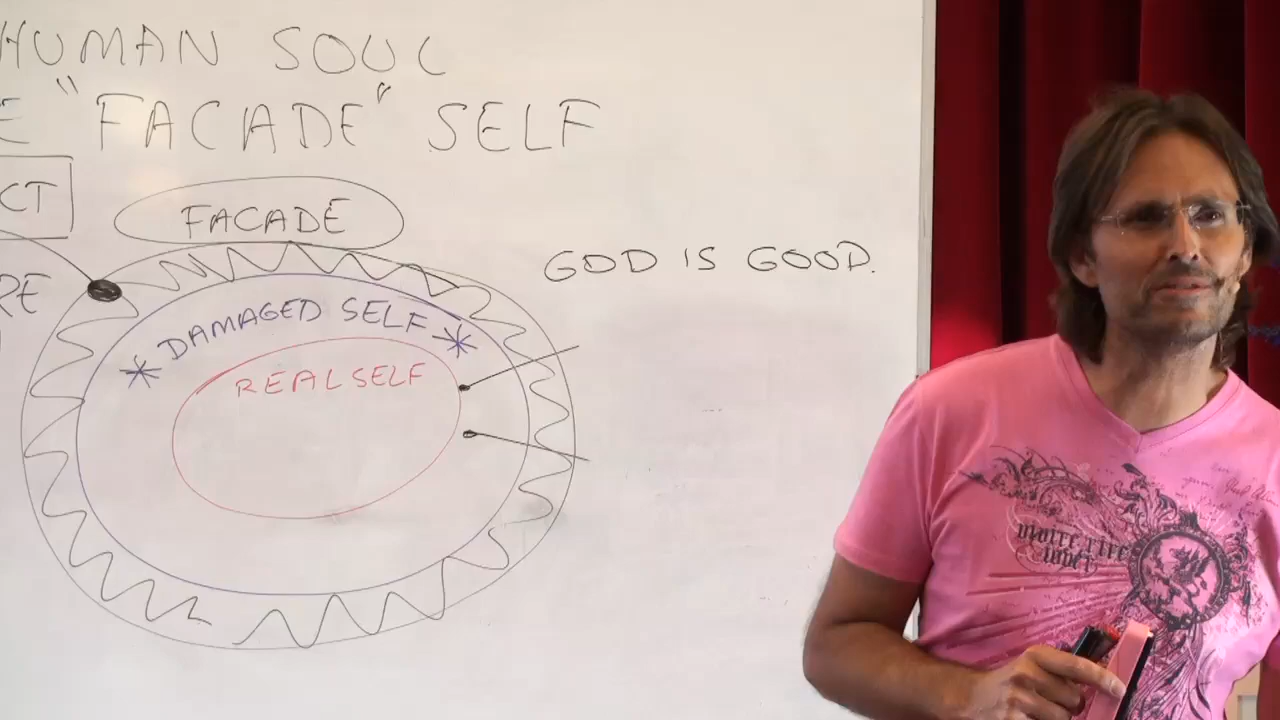 HUMAN SOUL
E "FACADE" SELF
CT
FACADE
GOD IS GOOD.
RE
* DAMAGED SELF *
REAL SELF